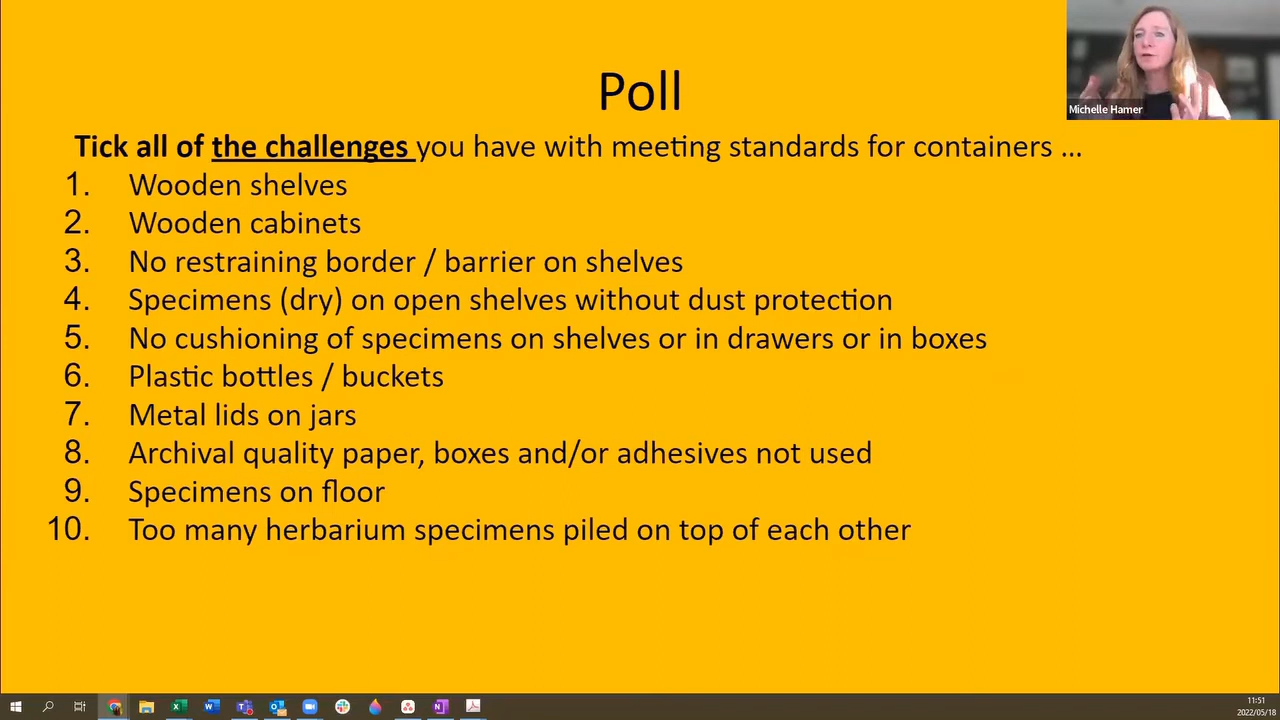 Poll
Michelle Hamer
Tick all of the challenges you have with meeting standards for containers ...
1. Wooden shelves
2. Wooden cabinets
3. No restraining border / barrier on shelves
4. Specimens (dry) on open shelves without dust protection
5. No cushioning of specimens on shelves or in drawers or in boxes
6. Plastic bottles / buckets
7. Metal lids on jars
8. Archival quality paper, boxes and/or adhesives not used
9. Specimens on floor
10. Too many herbarium specimens piled on top of each other
11:51
2022/05/18